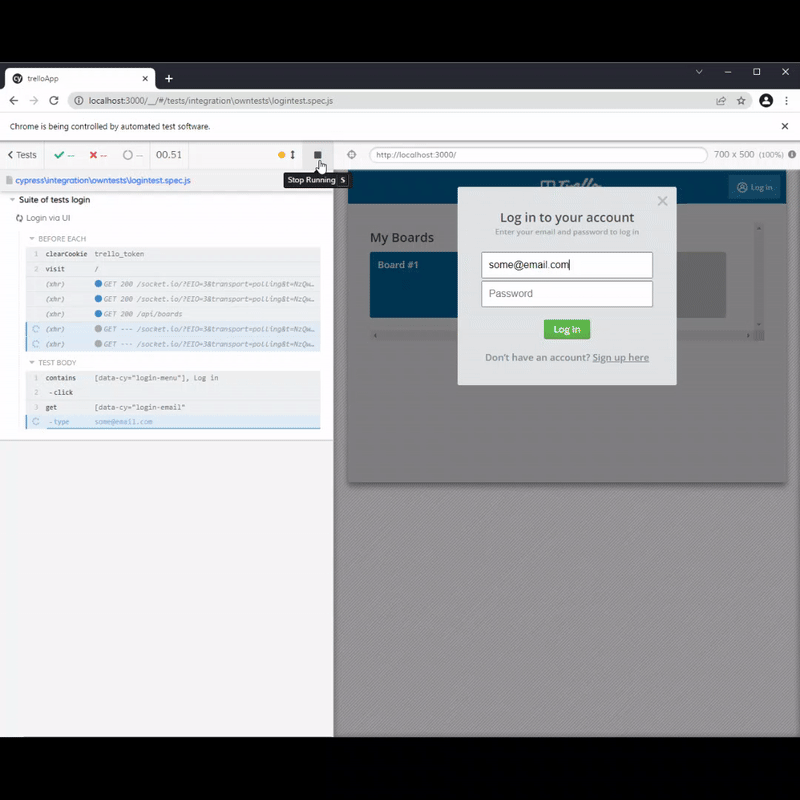 trelloApp
localhost:3000/__/#/tests/integration\owntests\logintest.spec.js
Chrome is being controlled by automated test software.
Tests -- -- -- 00.51
http://localhost:3000/ 700 x 500 (100%)
Stop Running S
cypress\integration\owntests\logintest.spec.js
Suite of tests login
Login via UI
BEFORE EACH
1 clearCookie trello_token
2 visit /
(xhr) GET 200 /socket.io/?EIO=3&transport=polling&t=NzQw…
(xhr) GET 200 /socket.io/?EIO=3&transport=polling&t=NzQw…
(xhr) GET 200 /api/boards
(xhr) GET --- /socket.io/?EIO=3&transport=polling&t=NzQw…
(xhr) GET --- /socket.io/?EIO=3&transport=polling&t=NzQw…
TEST BODY
1 contains [data-cy="login-menu"], Log in
2 -click
3 get [data-cy="login-email"
-type some@email.com
Trello
Log in
My Boards
Board #1
Log in to your account
Enter your email and password to log in
some@email.com
Password
Log in
Don't have an account? Sign up here